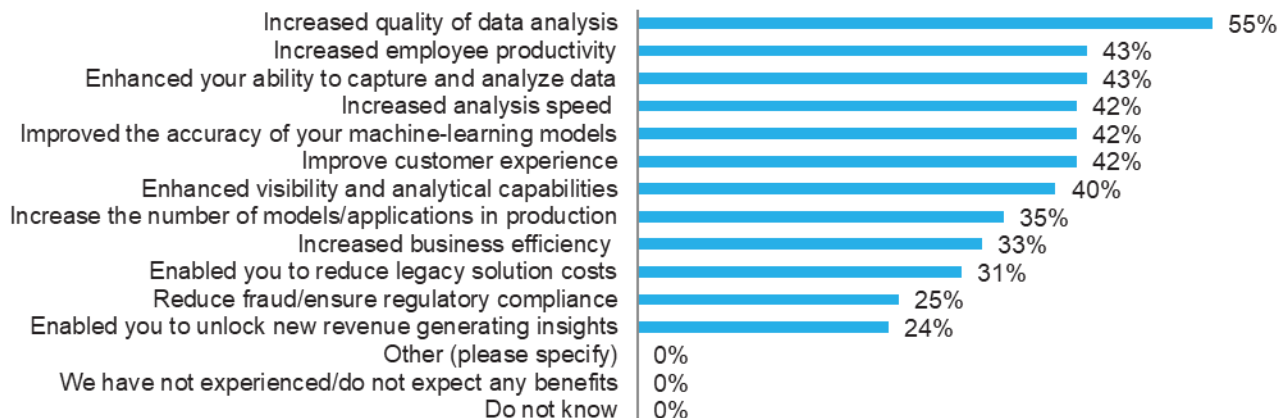 Increased quality of data analysis 55%
Increased employee productivity 43%
Enhanced your ability to capture and analyze data 43%
Increased analysis speed 42%
Improved the accuracy of your machine-learning models 42%
Improve customer experience 42%
Enhanced visibility and analytical capabilities 40%
Increase the number of models/applications in production 35%
Increased business efficiency 33%
Enabled you to reduce legacy solution costs 31%
Reduce fraud/ensure regulatory compliance 25%
Enabled you to unlock new revenue generating insights 24%
Other (please specify) 0%
We have not experienced/do not expect any benefits 0%
Do not know 0%